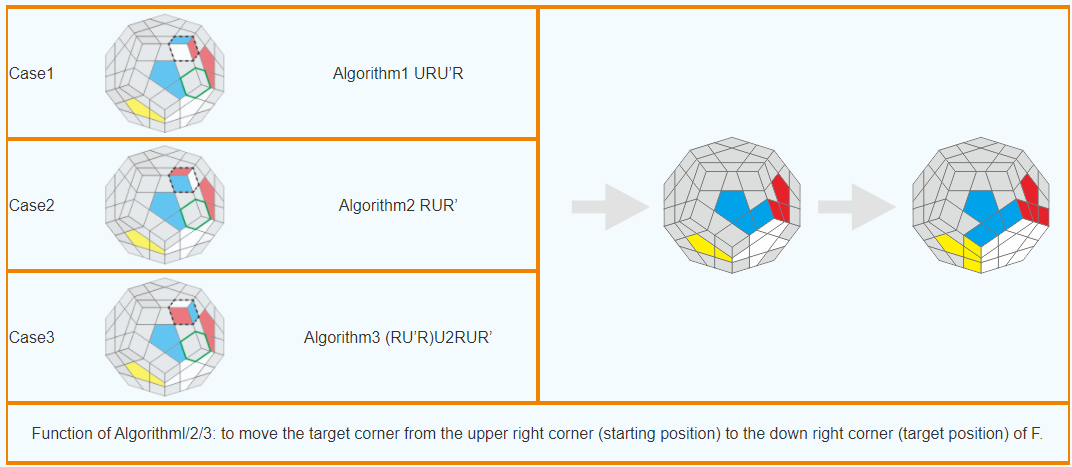 Case1
Algorithm1 URU’R
Case2
Algorithm2 RUR’
Case3
Algorithm3 (RU’R)U2RUR’
Function of AlgorithmI/2/3: to move the target corner from the upper right corner (starting position) to the down right corner (target position) of F.